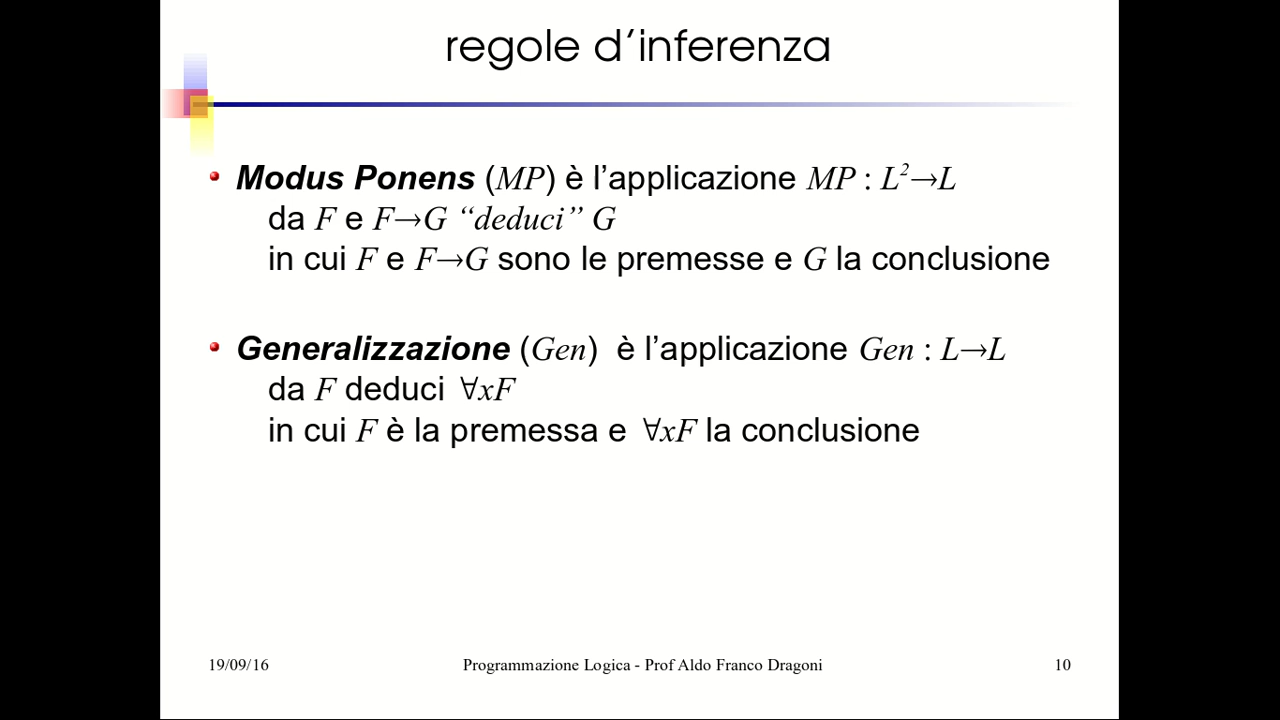 regole d'inferenza
Modus Ponens (MP) è l'applicazione MP : L²→L
da F e F→G “deduci” G
in cui F e F→G sono le premesse e G la conclusione
Generalizzazione (Gen) è l'applicazione Gen : L→L
da F deduci ∀xF
in cui F è la premessa e ∀xF la conclusione
19/09/16 Programmazione Logica - Prof Aldo Franco Dragoni 10